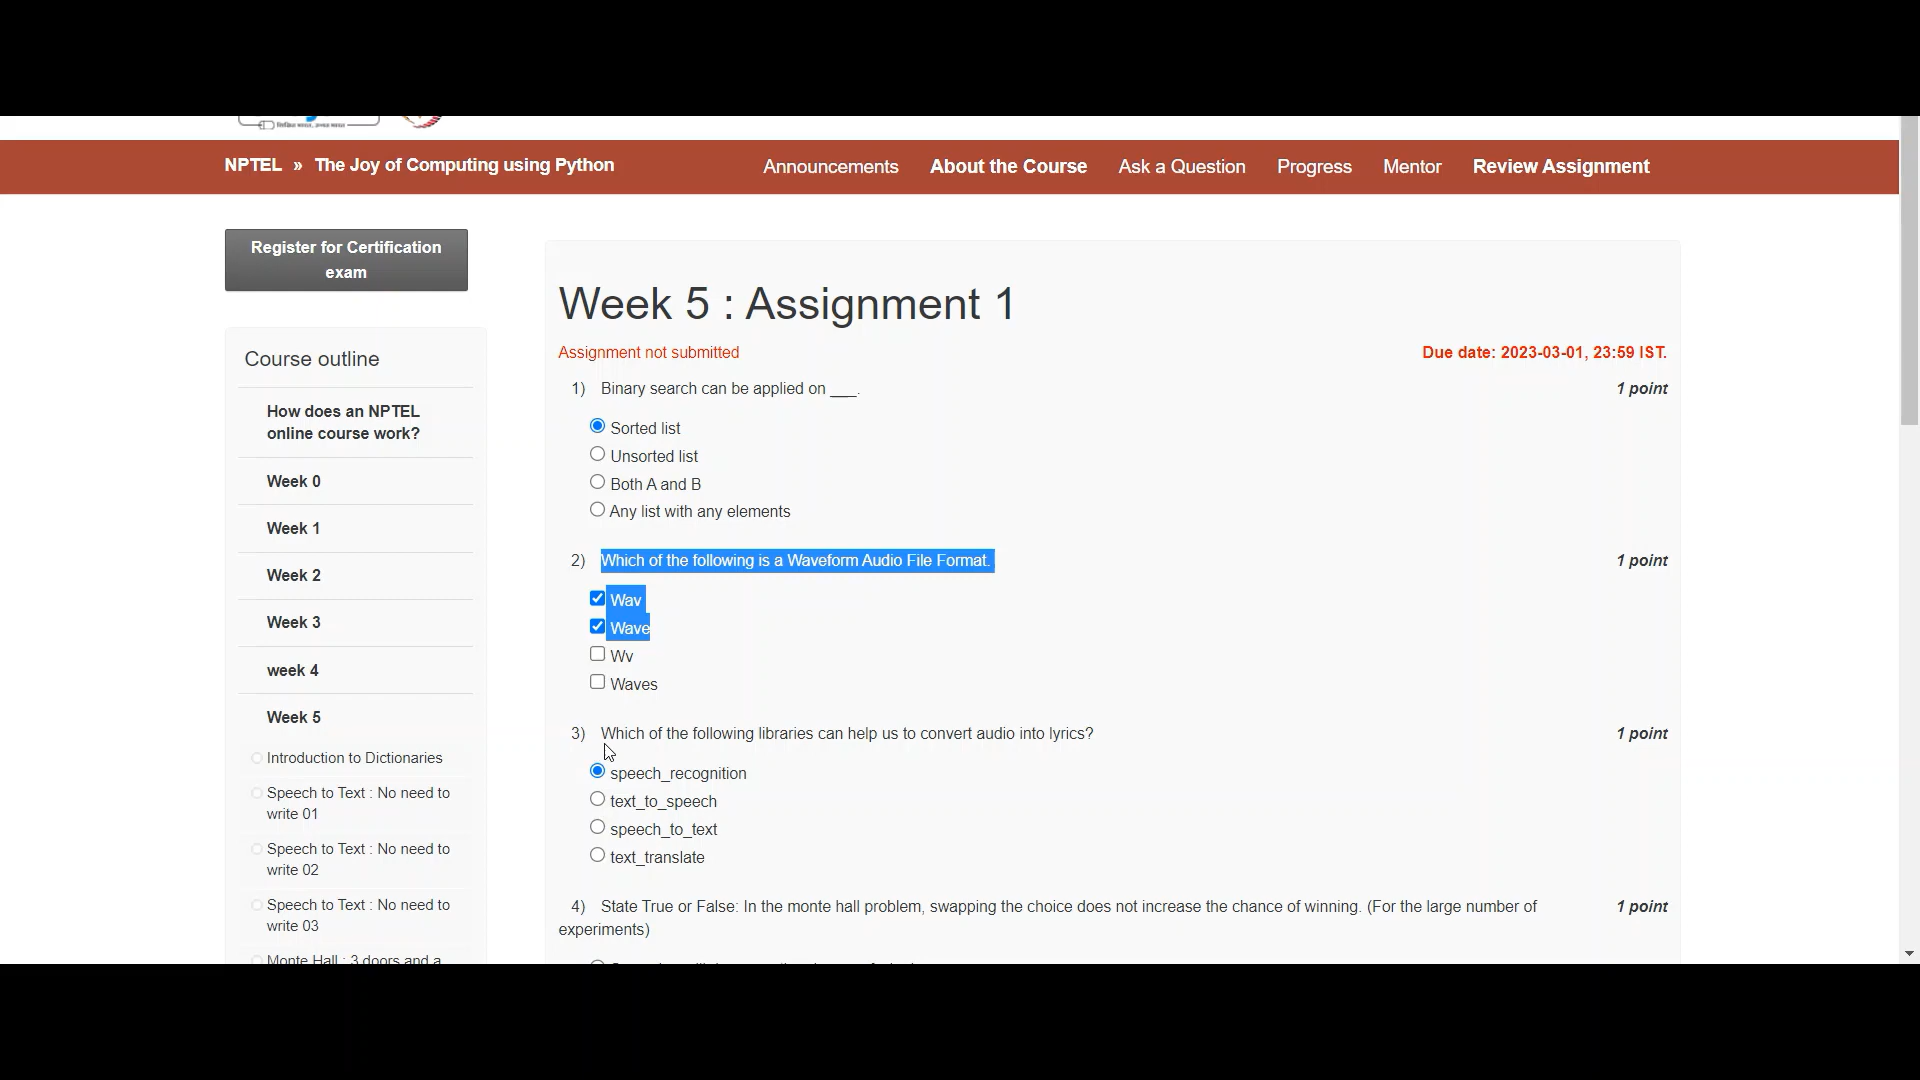 NPTEL » The Joy of Computing using Python
Announcements About the Course Ask a Question Progress Mentor Review Assignment
Register for Certification
exam
Course outline
How does an NPTEL
online course work?
Week 0
Week 1
Week 2
Week 3
week 4
Week 5
Introduction to Dictionaries
Speech to Text : No need to
write 01
Speech to Text : No need to
write 02
Speech to Text : No need to
write 03
Monte Hall : 3 doors and a
Week 5 : Assignment 1
Assignment not submitted Due date: 2023-03-01, 23:59 IST.
1) Binary search can be applied on ___. 1 point
Sorted list
Unsorted list
Both A and B
Any list with any elements
2) Which of the following is a Waveform Audio File Format. 1 point
Wav
Wave
Wv
Waves
3) Which of the following libraries can help us to convert audio into lyrics? 1 point
speech_recognition
text_to_speech
speech_to_text
text_translate
4) State True or False: In the monte hall problem, swapping the choice does not increase the chance of winning. (For the large number of 1 point
experiments)